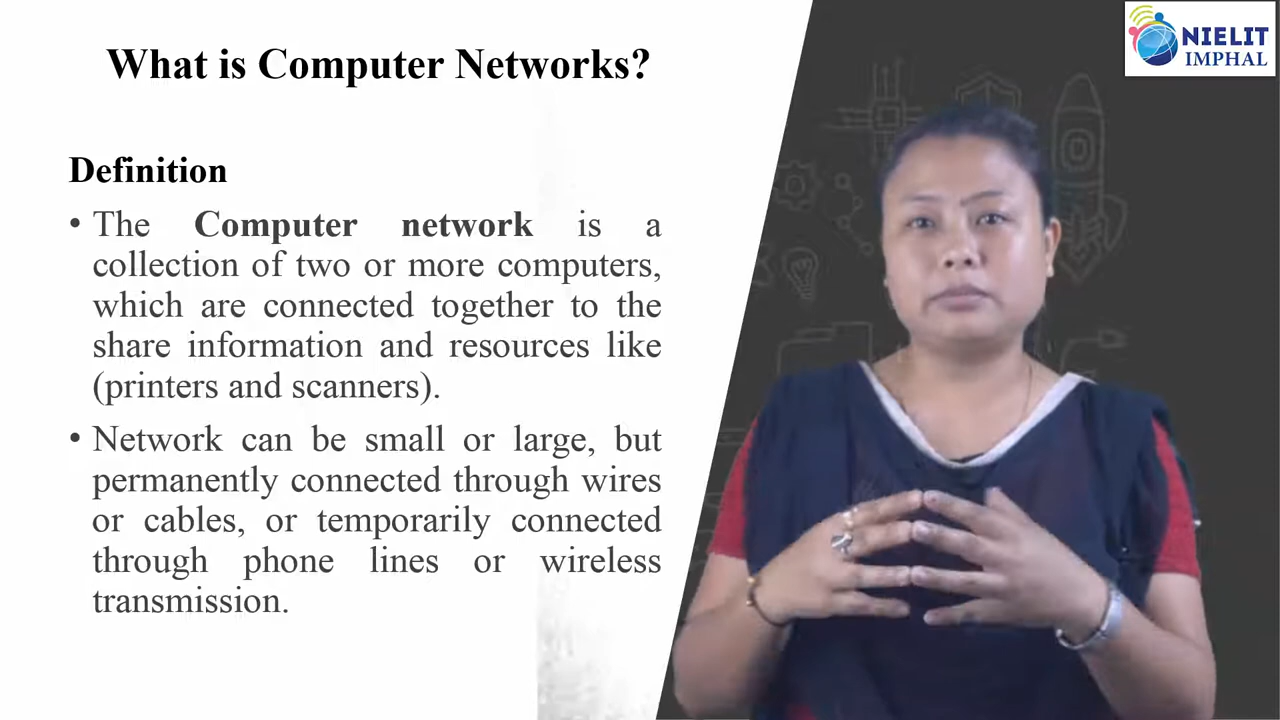 What is Computer Networks?
Definition
• The Computer network is a
collection of two or more computers,
which are connected together to the
share information and resources like
(printers and scanners).
• Network can be small or large, but
permanently connected through wires
or cables, or temporarily connected
through phone lines or wireless
transmission.
NIELIT
IMPHAL